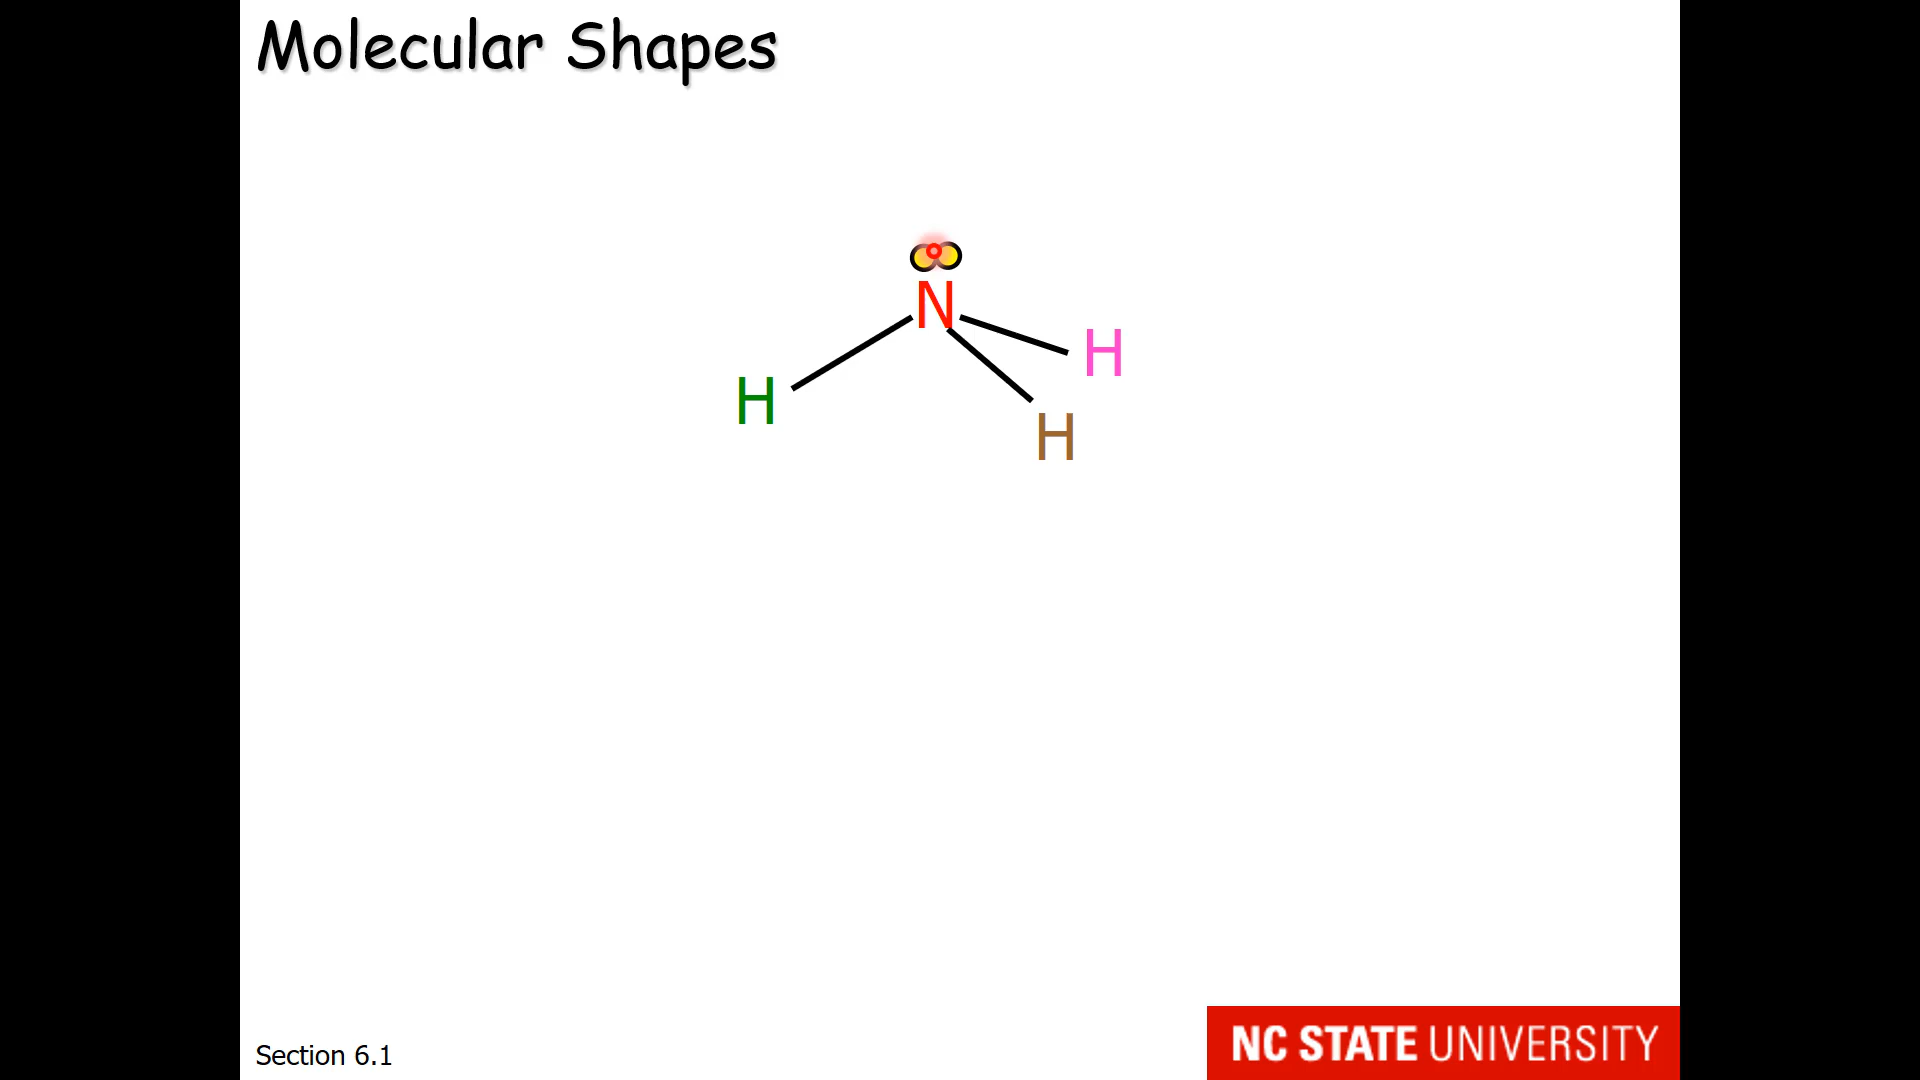 Molecular Shapes
N
H
H
H
Section 6.1
NC STATE UNIVERSITY